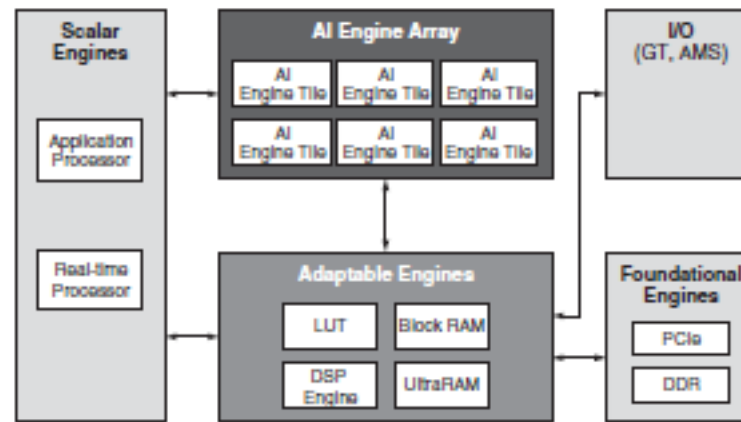 Scalar
Engines
Application
Processor
Real-time
Processor
AI Engine Array
AI
Engine Tile
AI
Engine Tile
AI
Engine Tile
AI
Engine Tile
AI
Engine Tile
AI
Engine Tile
Adaptable Engines
LUT
Block RAM
DSP
Engine
UltraRAM
I/O
(GT, AMS)
Foundational
Engines
PCIe
DDR